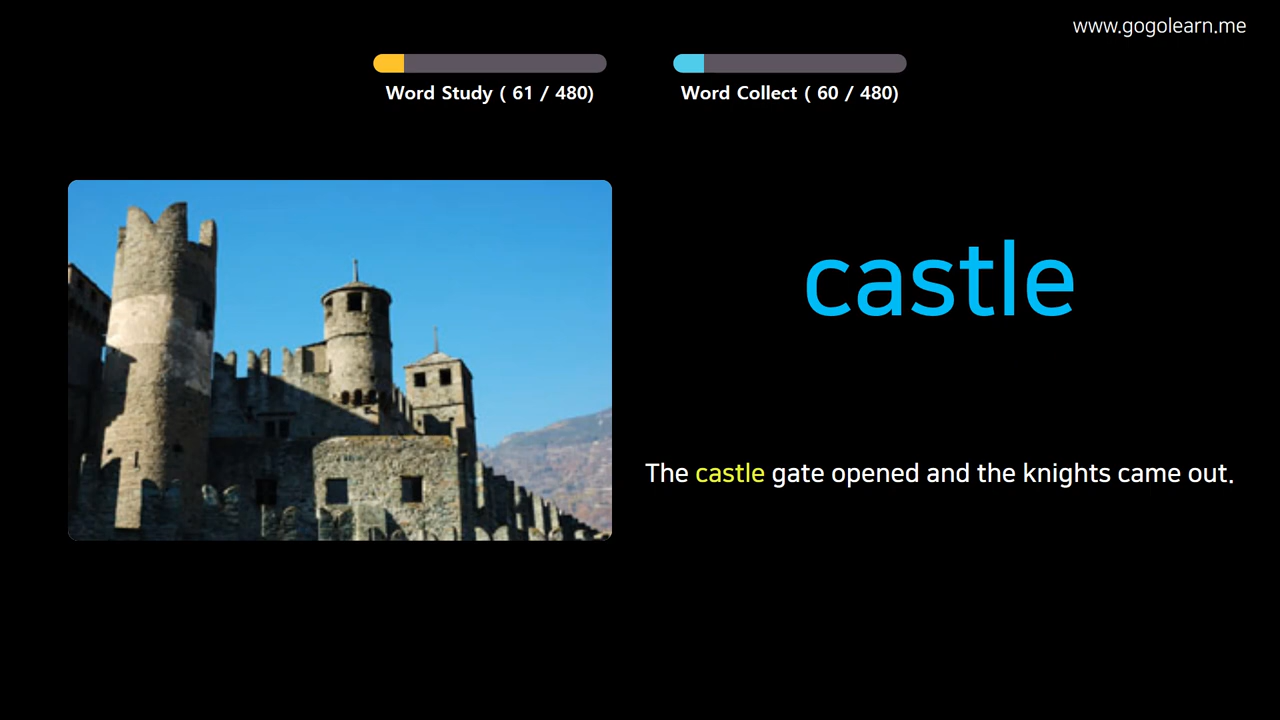 www.gogolearn.me
Word Study ( 61 / 480)
Word Collect ( 60 / 480)
castle
The castle gate opened and the knights came out.